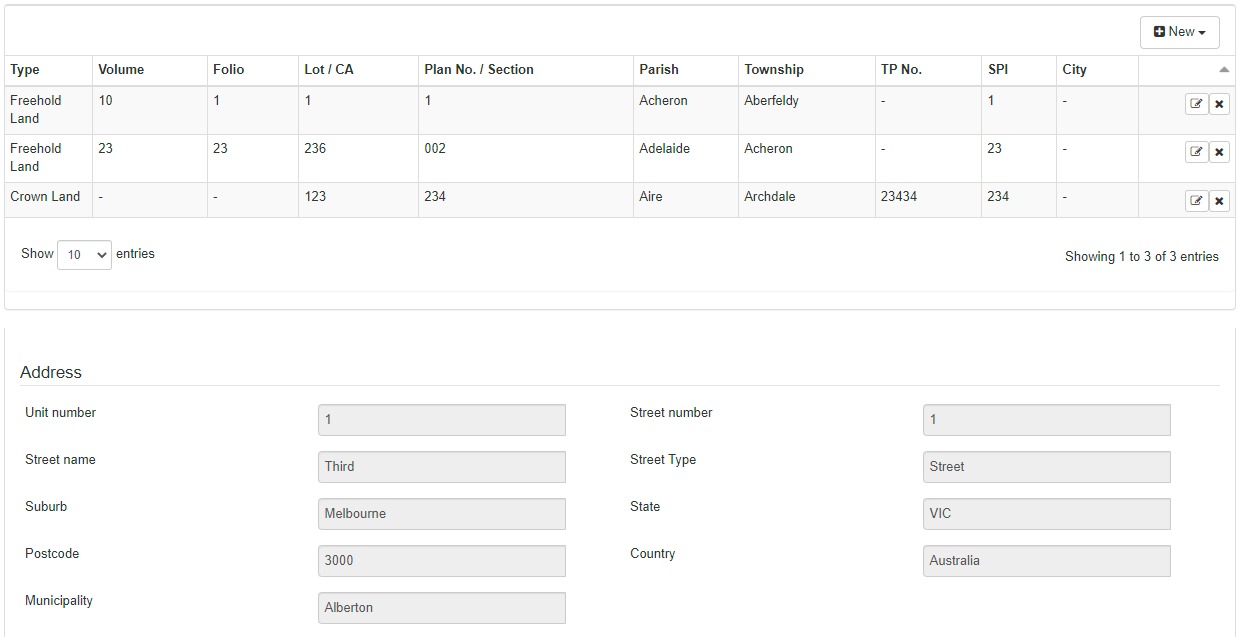 New
Type Volume Folio Lot / CA Plan No. / Section Parish Township TP No. SPI City
Freehold Land 10 1 1 1 Acheron Aberfeldy - 1 -
Freehold Land 23 23 236 002 Adelaide Acheron - 23 -
Crown Land - - 123 234 Aire Archdale 23434 234 -
Show 10 entries Showing 1 to 3 of 3 entries
Address
Unit number 1 Street number 1
Street name Third Street Type Street
Suburb Melbourne State VIC
Postcode 3000 Country Australia
Municipality Alberton